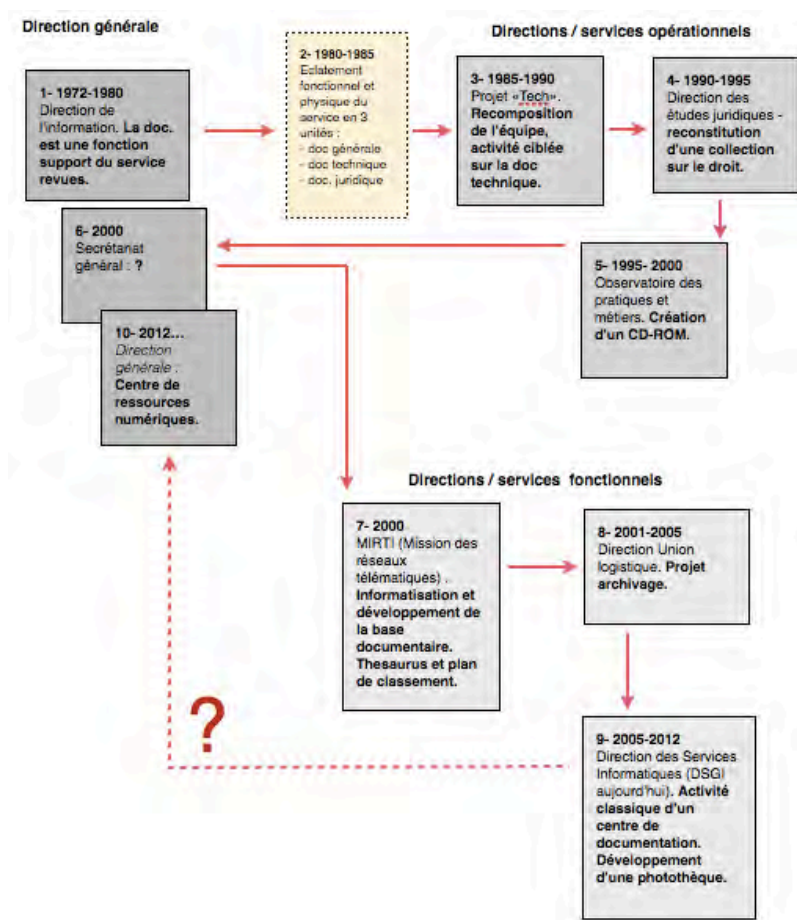 Direction générale
Directions / services opérationnels
1- 1972-1980
Direction de
l'information. La doc.
est une fonction
support du service
revues.
2- 1980-1985
Eclatement
fonctionnel et
physique du
service en 3
unités :
- doc générale
- doc technique
- doc. juridique
3- 1985-1990
Projet «Tech».
Recomposition
de l'équipe,
activité ciblée
sur la doc
technique.
4- 1990-1995
Direction des
études juridiques -
reconstitution
d'une collection
sur le droit.
5- 1995- 2000
Observatoire des
pratiques et
métiers. Création
d'un CD-ROM.
6- 2000
Secrétariat
général : ?
10- 2012...
Direction
générale :
Centre de
ressources
numériques.
Directions / services fonctionnels
7- 2000
MIRTI (Mission des
réseaux
télématiques) .
Informatisation et
développement de
la base
documentaire.
Thesaurus et plan
de classement.
8- 2001-2005
Direction Union
logistique. Projet
archivage.
9- 2005-2012
Direction des Services
Informatiques (DSGI
aujourd'hui). Activité
classique d'un
centre de
documentation.
Développement
d'une photothèque.
?